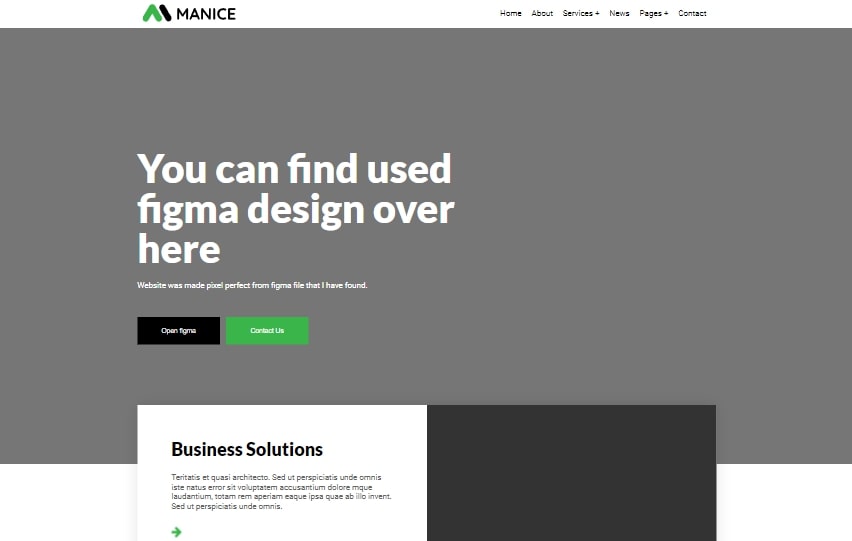 MANICE
Home About Services + News Pages + Contact
You can find used
figma design over
here
Website was made pixel perfect from figma file that I have found.
Open figma Contact Us
Business Solutions
Teritatis et quasi architecto. Sed ut perspiciatis unde omnis
iste natus error sit voluptatem accusantium dolore mque
laudantium, totam rem aperiam eaque ipsa quae ab illo invent.
Sed ut perspiciatis unde omnis.